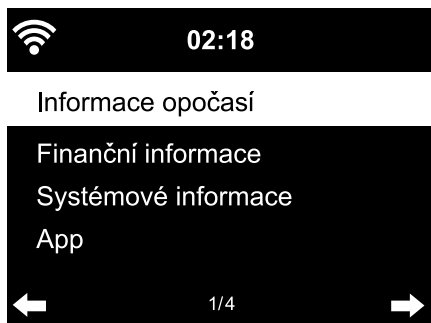 02:18
Informace opočasí
Finanční informace
Systémové informace
App
1/4